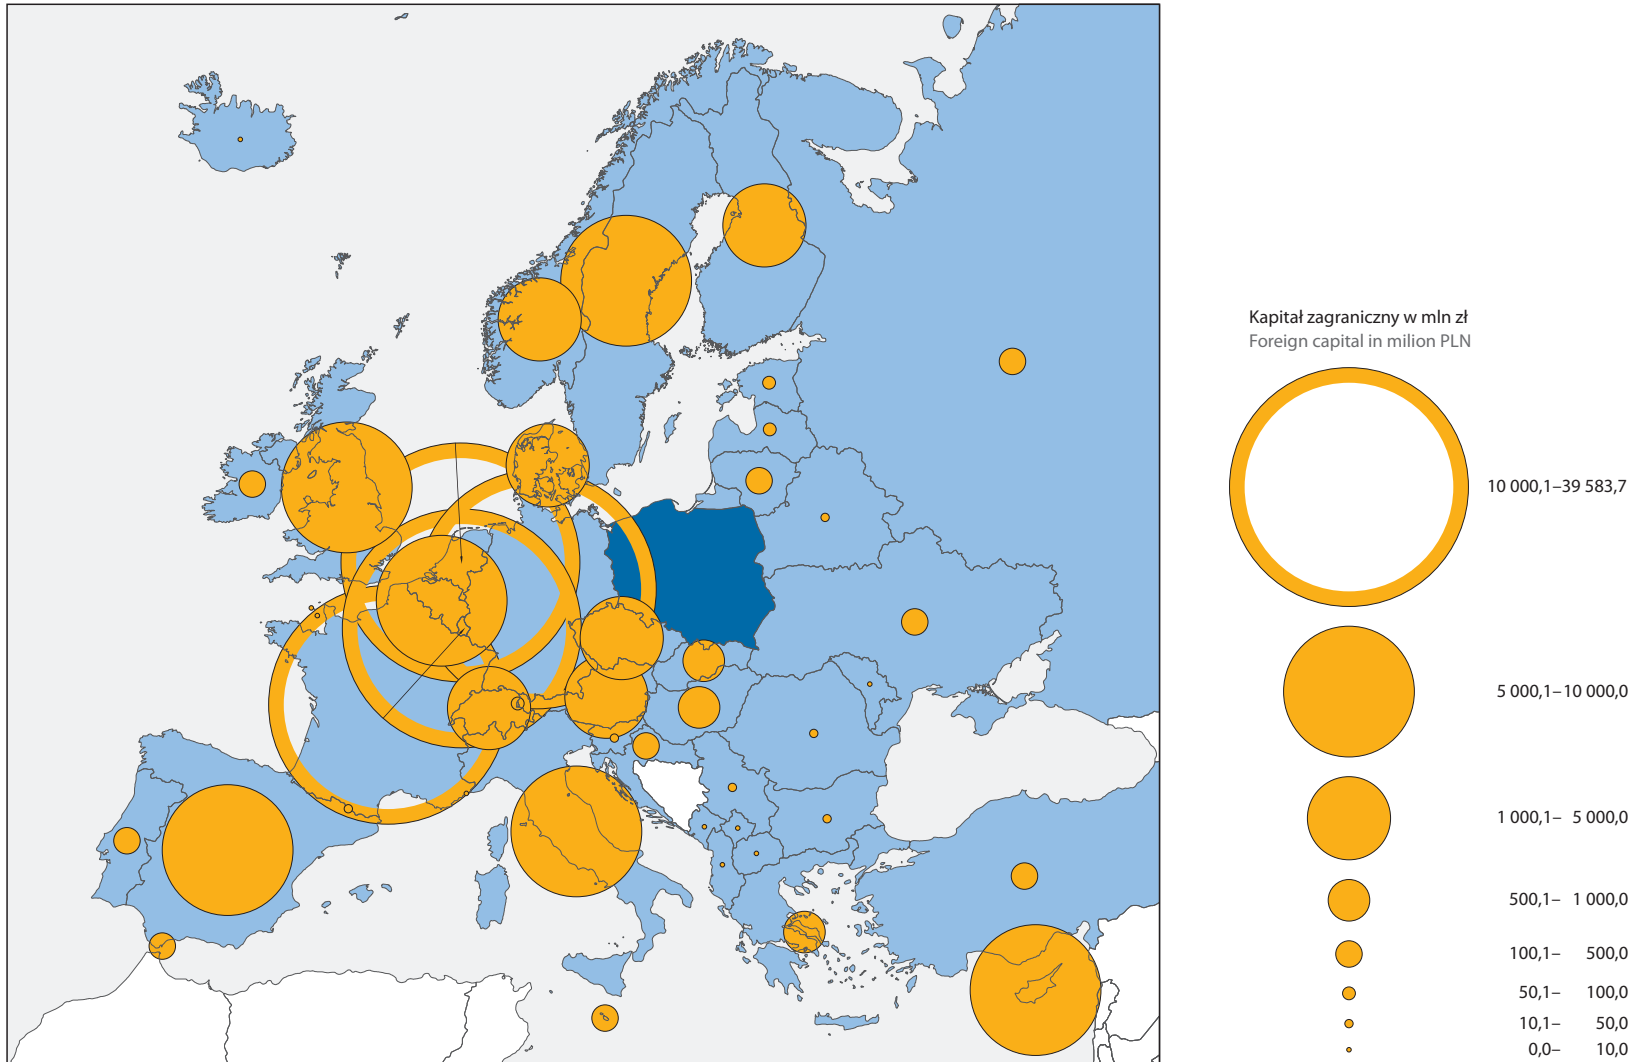 Kapitał zagraniczny w mln zł
Foreign capital in milion PLN
10 000,1–39 583,7
5 000,1–10 000,0
1 000,1– 5 000,0
500,1– 1 000,0
100,1– 500,0
50,1– 100,0
10,1– 50,0
0,0– 10,0